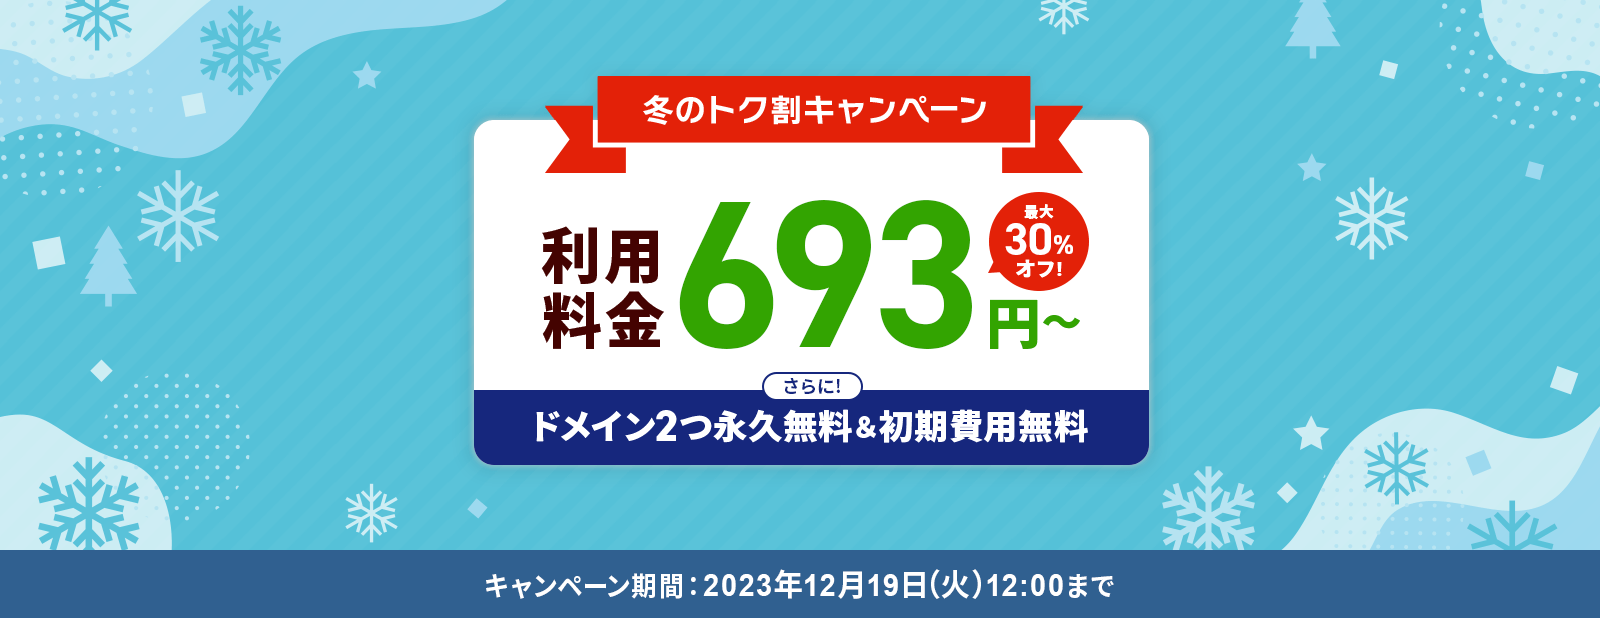 冬のトク割キャンペーン
利用料金693円～
最大
30%
オフ!
さらに!
ドメイン2つ永久無料&初期費用無料
キャンペーン期間：2023年12月19日(火)12:00まで